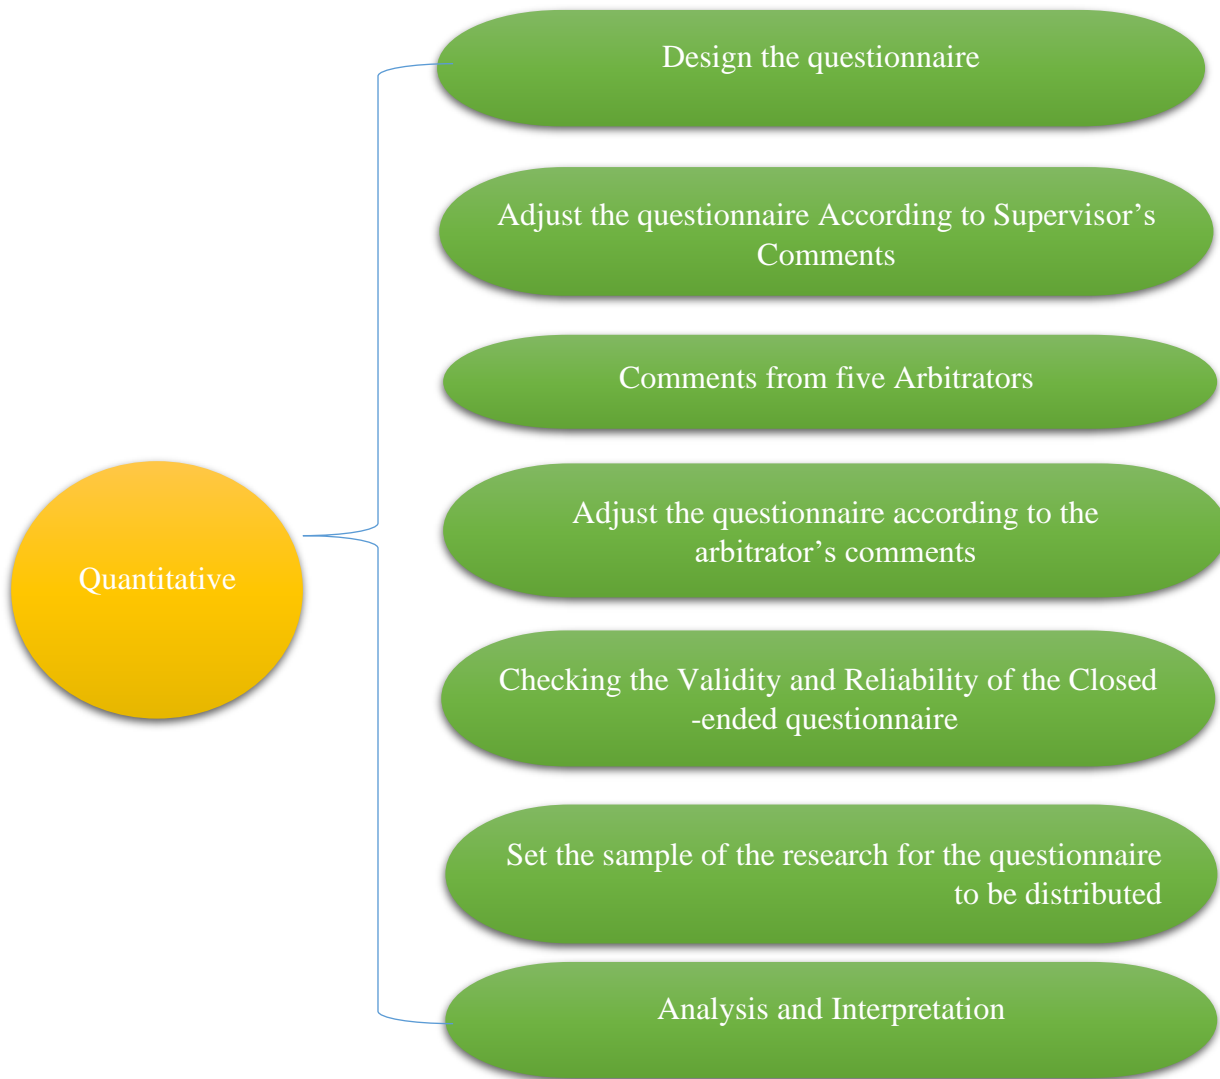 Design the questionnaire
Adjust the questionnaire According to Supervisor’s
Comments
Comments from five Arbitrators
Adjust the questionnaire according to the
arbitrator’s comments
Quantitative
Checking the Validity and Reliability of the Closed
-ended questionnaire
Set the sample of the research for the questionnaire
to be distributed
Analysis and Interpretation